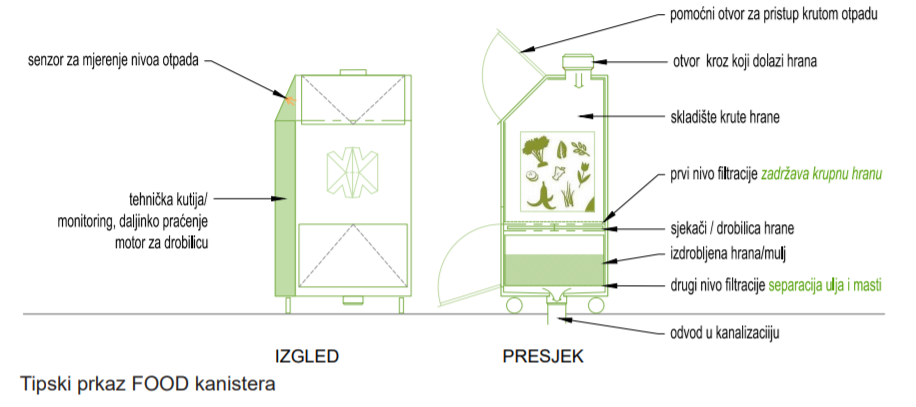 pomoćni otvor za pristup krutom otpadu
senzor za mjerenje nivoa otpada
otvor kroz koji dolazi hrana
skladište krute hrane
prvi nivo filtracije zadržava krupnu hranu
tehnička kutija/
monitoring, daljinko praćenje
motor za drobilicu
sjekači / drobilica hrane
izdrobljena hrana/mulj
drugi nivo filtracije separacija ulja i masti
odvod u kanalizaciiju
IZGLED
PRESJEK
Tipski prkaz FOOD kanistera